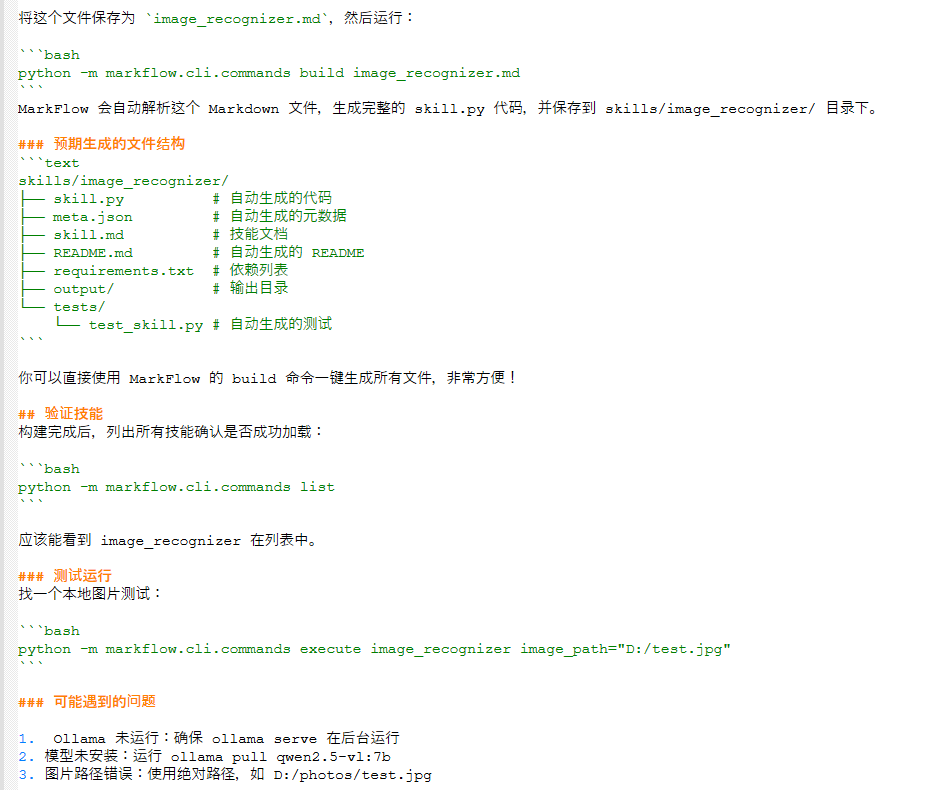 将这个文件保存为 `image_recognizer.md`，然后运行：
```bash
python -m markflow.cli.commands build image_recognizer.md
```
MarkFlow 会自动解析这个 Markdown 文件，生成完整的 skill.py 代码，并保存到 skills/image_recognizer/ 目录下。
### 预期生成的文件结构
```text
skills/image_recognizer/
├── skill.py          # 自动生成的代码
├── meta.json         # 自动生成的元数据
├── skill.md          # 技能文档
├── README.md         # 自动生成的 README
├── requirements.txt  # 依赖列表
├── output/           # 输出目录
└── tests/
    └── test_skill.py # 自动生成的测试
```
你可以直接使用 MarkFlow 的 build 命令一键生成所有文件，非常方便！
## 验证技能
构建完成后，列出所有技能确认是否成功加载：
```bash
python -m markflow.cli.commands list
```
应该能看到 image_recognizer 在列表中。
### 测试运行
找一个本地图片测试：
```bash
python -m markflow.cli.commands execute image_recognizer image_path="D:/test.jpg"
```
### 可能遇到的问题
1.  Ollama 未运行：确保 ollama serve 在后台运行
2. 模型未安装：运行 ollama pull qwen2.5-vl:7b
3. 图片路径错误：使用绝对路径，如 D:/photos/test.jpg